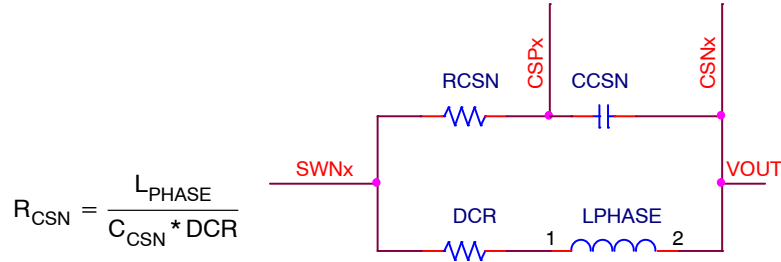 CSPx
CSNx
RCSN
CCSN
SWNx
VOUT
R_CSN = L_PHASE / (C_CSN * DCR)
DCR
LPHASE
1
2